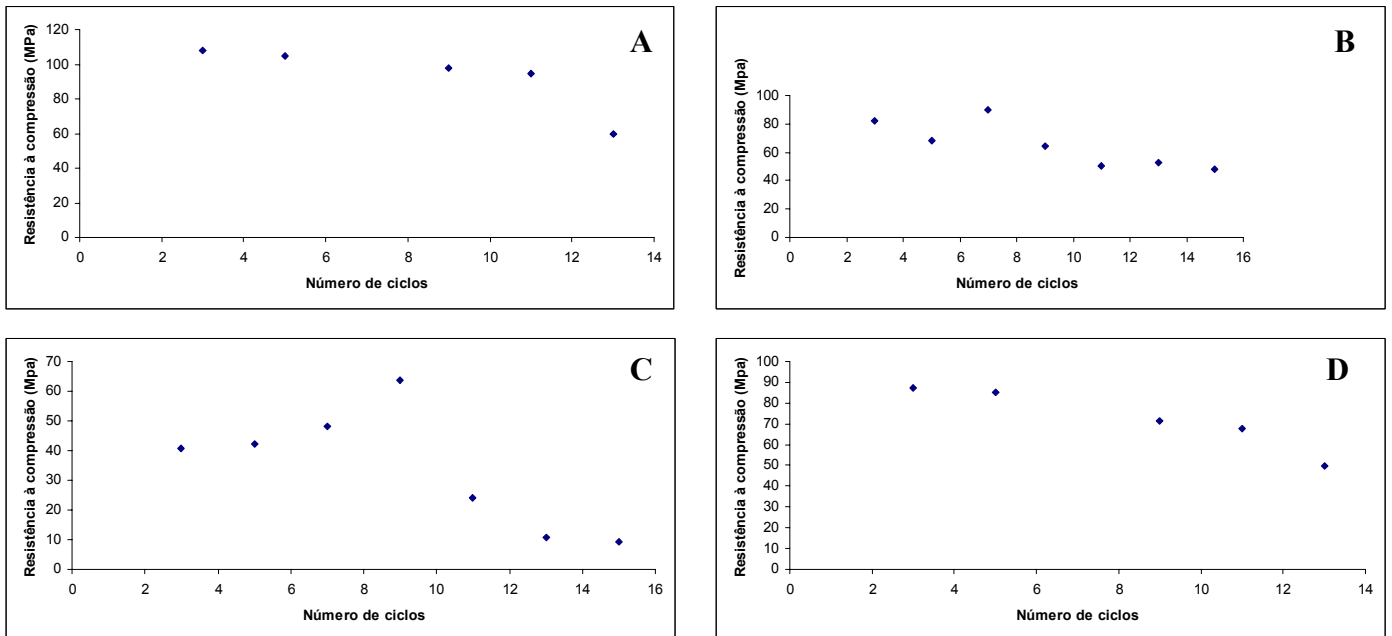 A
Resistência à compressão (MPa)
120
100
80
60
40
20
0
0 2 4 6 8 10 12 14
Número de ciclos
B
Resistência à compressão (Mpa)
100
80
60
40
20
0
0 2 4 6 8 10 12 14 16
Número de ciclos
C
Resistência à compressão (Mpa)
70
60
50
40
30
20
10
0
0 2 4 6 8 10 12 14 16
Número de ciclos
D
Resistência à compressão (Mpa)
100
90
80
70
60
50
40
30
20
10
0
0 2 4 6 8 10 12 14
Número de ciclos